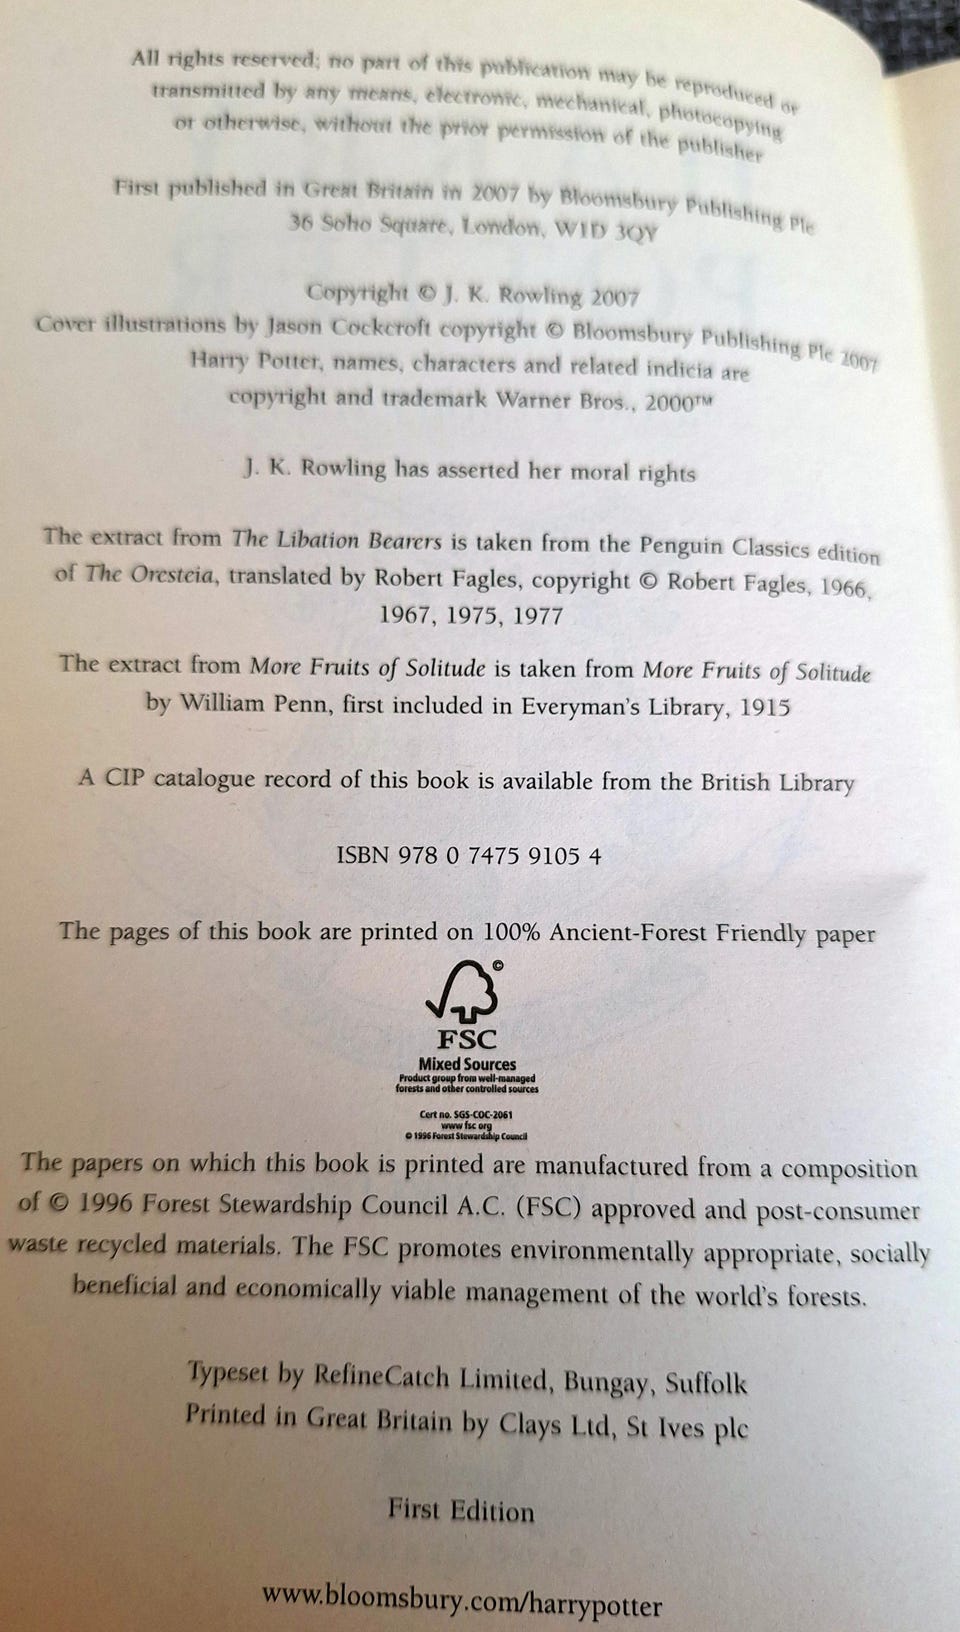 All rights reserved; no part of this publication may be reproduced or
transmitted by any means, electronic, mechanical, photocopying
or otherwise, without the prior permission of the publisher
First published in Great Britain in 2007 by Bloomsbury Publishing Plc
36 Soho Square, London, W1D 3QY
Copyright © J. K. Rowling 2007
Cover illustrations by Jason Cockcroft copyright © Bloomsbury Publishing Plc 2007
Harry Potter, names, characters and related indicia are
copyright and trademark Warner Bros., 2000™
J. K. Rowling has asserted her moral rights
The extract from The Libation Bearers is taken from the Penguin Classics edition
of The Oresteia, translated by Robert Fagles, copyright © Robert Fagles, 1966,
1967, 1975, 1977
The extract from More Fruits of Solitude is taken from More Fruits of Solitude
by William Penn, first included in Everyman's Library, 1915
A CIP catalogue record of this book is available from the British Library
ISBN 978 0 7475 9105 4
The pages of this book are printed on 100% Ancient-Forest Friendly paper
©
FSC
Mixed Sources
Product group from well-managed
forests and other controlled sources
Cert no. SGS-COC-2061
www fsc org
© 1996 Forest Stewardship Council
The papers on which this book is printed are manufactured from a composition
of © 1996 Forest Stewardship Council A.C. (FSC) approved and post-consumer
waste recycled materials. The FSC promotes environmentally appropriate, socially
beneficial and economically viable management of the world's forests.
Typeset by RefineCatch Limited, Bungay, Suffolk
Printed in Great Britain by Clays Ltd, St Ives plc
First Edition
www.bloomsbury.com/harrypotter